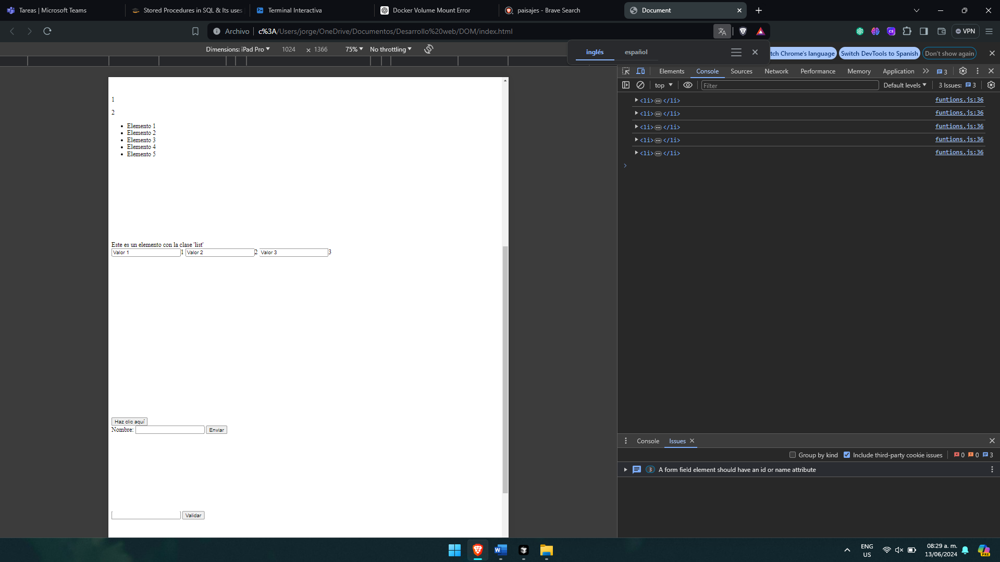 Tareas | Microsoft Teams
Stored Procedures in SQL & Its uses
Terminal Interactiva
Docker Volume Mount Error
paisajes - Brave Search
Document
Archivo
c%3A/Users/jorge/OneDrive/Documentos/Desarrollo%20web/DOM/index.html
VPN
Dimensions: iPad Pro
1024
×
1366
75%
No throttling
inglés
español
tch Chrome's language
Switch DevTools to Spanish
Don't show again
Elements
Console
Sources
Network
Performance
Memory
Application
3
top
Filter
Default levels
3 Issues:
3
<li>…</li>
funtions.js:36
<li>…</li>
funtions.js:36
<li>…</li>
funtions.js:36
<li>…</li>
funtions.js:36
<li>…</li>
funtions.js:36
1
2
Elemento 1
Elemento 2
Elemento 3
Elemento 4
Elemento 5
Este es un elemento con la clase 'list'
Valor 1 1 Valor 2 2 Valor 3 3
Haz clic aquí
Nombre: Enviar
Validar
Console
Issues
Group by kind
Include third-party cookie issues
0
0
3
3
A form field element should have an id or name attribute
ENG
US
08:29 a. m.
13/06/2024
PRE